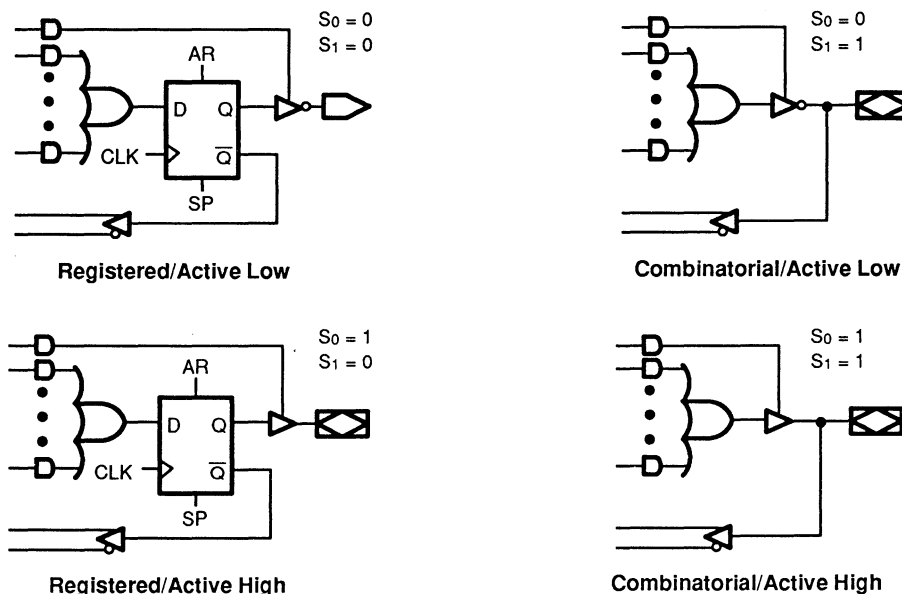 S0 = 0
S1 = 0
AR
D Q
CLK Q̅
SP
Registered/Active Low
S0 = 0
S1 = 1
Combinatorial/Active Low
S0 = 1
S1 = 0
AR
D Q
CLK Q̅
SP
Registered/Active High
S0 = 1
S1 = 1
Combinatorial/Active High